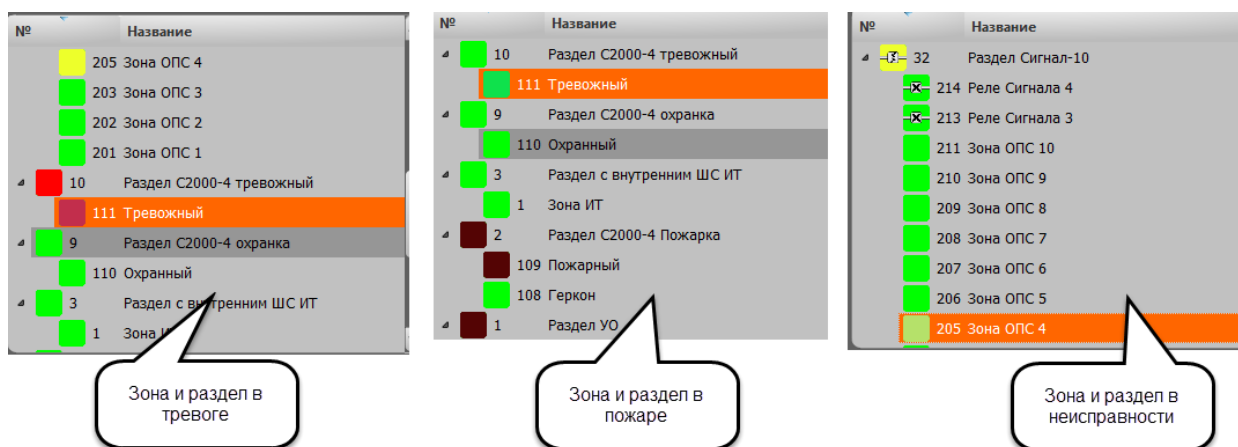 № Название
205 Зона ОПС 4
203 Зона ОПС 3
202 Зона ОПС 2
201 Зона ОПС 1
10 Раздел С2000-4 тревожный
111 Тревожный
9 Раздел С2000-4 охранка
110 Охранный
3 Раздел с внутренним ШС ИТ
1 Зона
Зона и раздел в
тревоге
№ Название
10 Раздел С2000-4 тревожный
111 Тревожный
9 Раздел С2000-4 охранка
110 Охранный
3 Раздел с внутренним ШС ИТ
1 Зона ИТ
2 Раздел С2000-4 Пожарка
109 Пожарный
108 Геркон
1 Раздел УО
Зона и раздел в
пожаре
№ Название
32 Раздел Сигнал-10
214 Реле Сигнала 4
213 Реле Сигнала 3
211 Зона ОПС 10
210 Зона ОПС 9
209 Зона ОПС 8
208 Зона ОПС 7
207 Зона ОПС 6
206 Зона ОПС 5
205 Зона ОПС 4
Зона и раздел в
неисправности